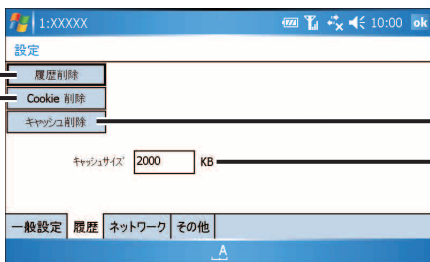 1:XXXXX 10:00 ok
設定
履歴削除
Cookie 削除
キャッシュ削除
キャッシュサイズ 2000 KB
一般設定 履歴 ネットワーク その他
A